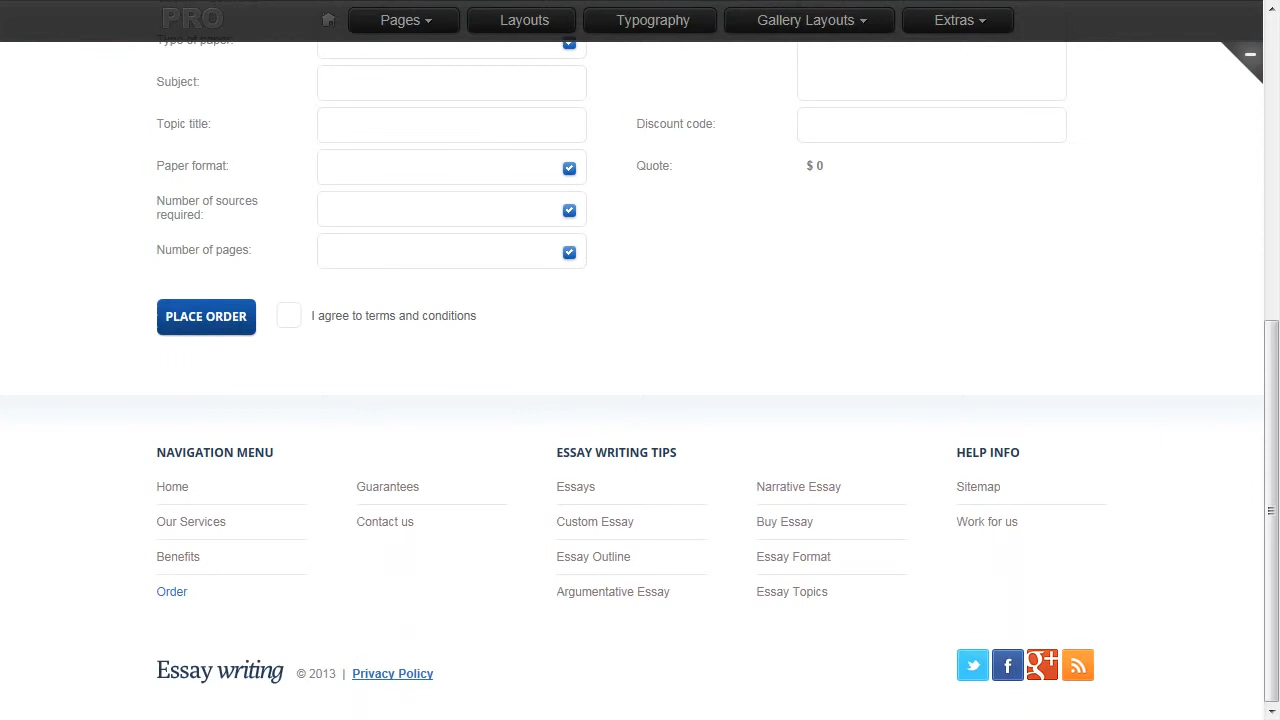 PRO
Pages
Layouts
Typography
Gallery Layouts
Extras
Type of paper:
Subject:
Topic title:
Discount code:
Paper format:
Quote:
$ 0
Number of sources
required:
Number of pages:
PLACE ORDER
I agree to terms and conditions
NAVIGATION MENU
Home
Guarantees
Our Services
Contact us
Benefits
Order
ESSAY WRITING TIPS
Essays
Narrative Essay
Custom Essay
Buy Essay
Essay Outline
Essay Format
Argumentative Essay
Essay Topics
HELP INFO
Sitemap
Work for us
Essay writing © 2013 | Privacy Policy
f
g+